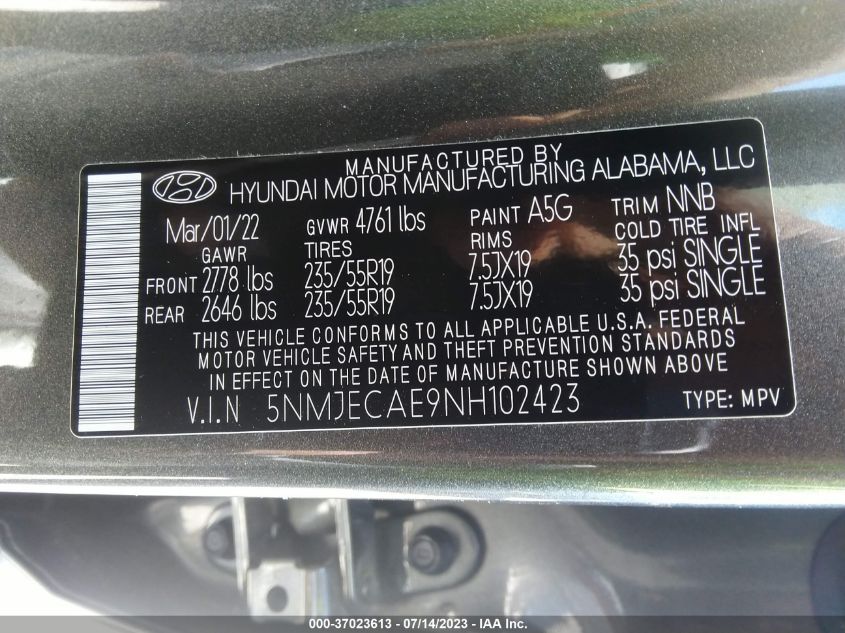 MANUFACTURED BY
HYUNDAI MOTOR MANUFACTURING ALABAMA, LLC
Mar/01/22 GVWR 4761 lbs PAINT A5G TRIM NNB
GAWR TIRES RIMS COLD TIRE INFL
FRONT 2778 lbs 235/55R19 7.5JX19 35 psi SINGLE
REAR 2646 lbs 235/55R19 7.5JX19 35 psi SINGLE
THIS VEHICLE CONFORMS TO ALL APPLICABLE U.S.A. FEDERAL
MOTOR VEHICLE SAFETY AND THEFT PREVENTION STANDARDS
IN EFFECT ON THE DATE OF MANUFACTURE SHOWN ABOVE
V.I.N 5NMJECAE9NH102423 TYPE: MPV
000-37023613 - 07/14/2023 - IAA Inc.